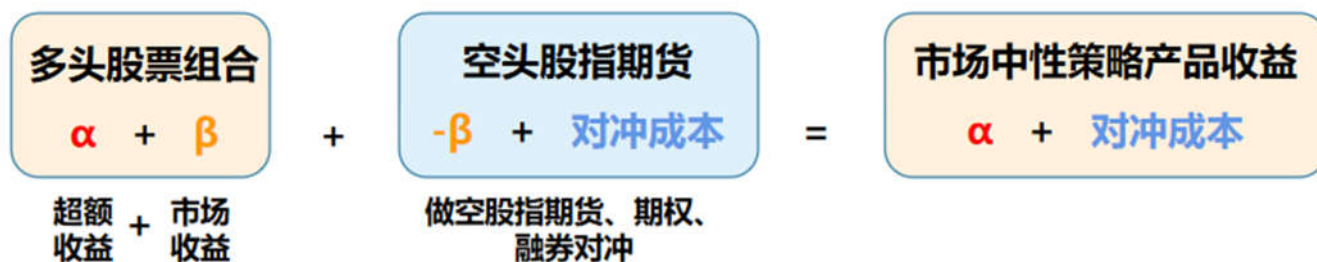 多头股票组合
α + β
超额收益 + 市场收益
+
空头股指期货
-β + 对冲成本
做空股指期货、期权、
融券对冲
=
市场中性策略产品收益
α + 对冲成本